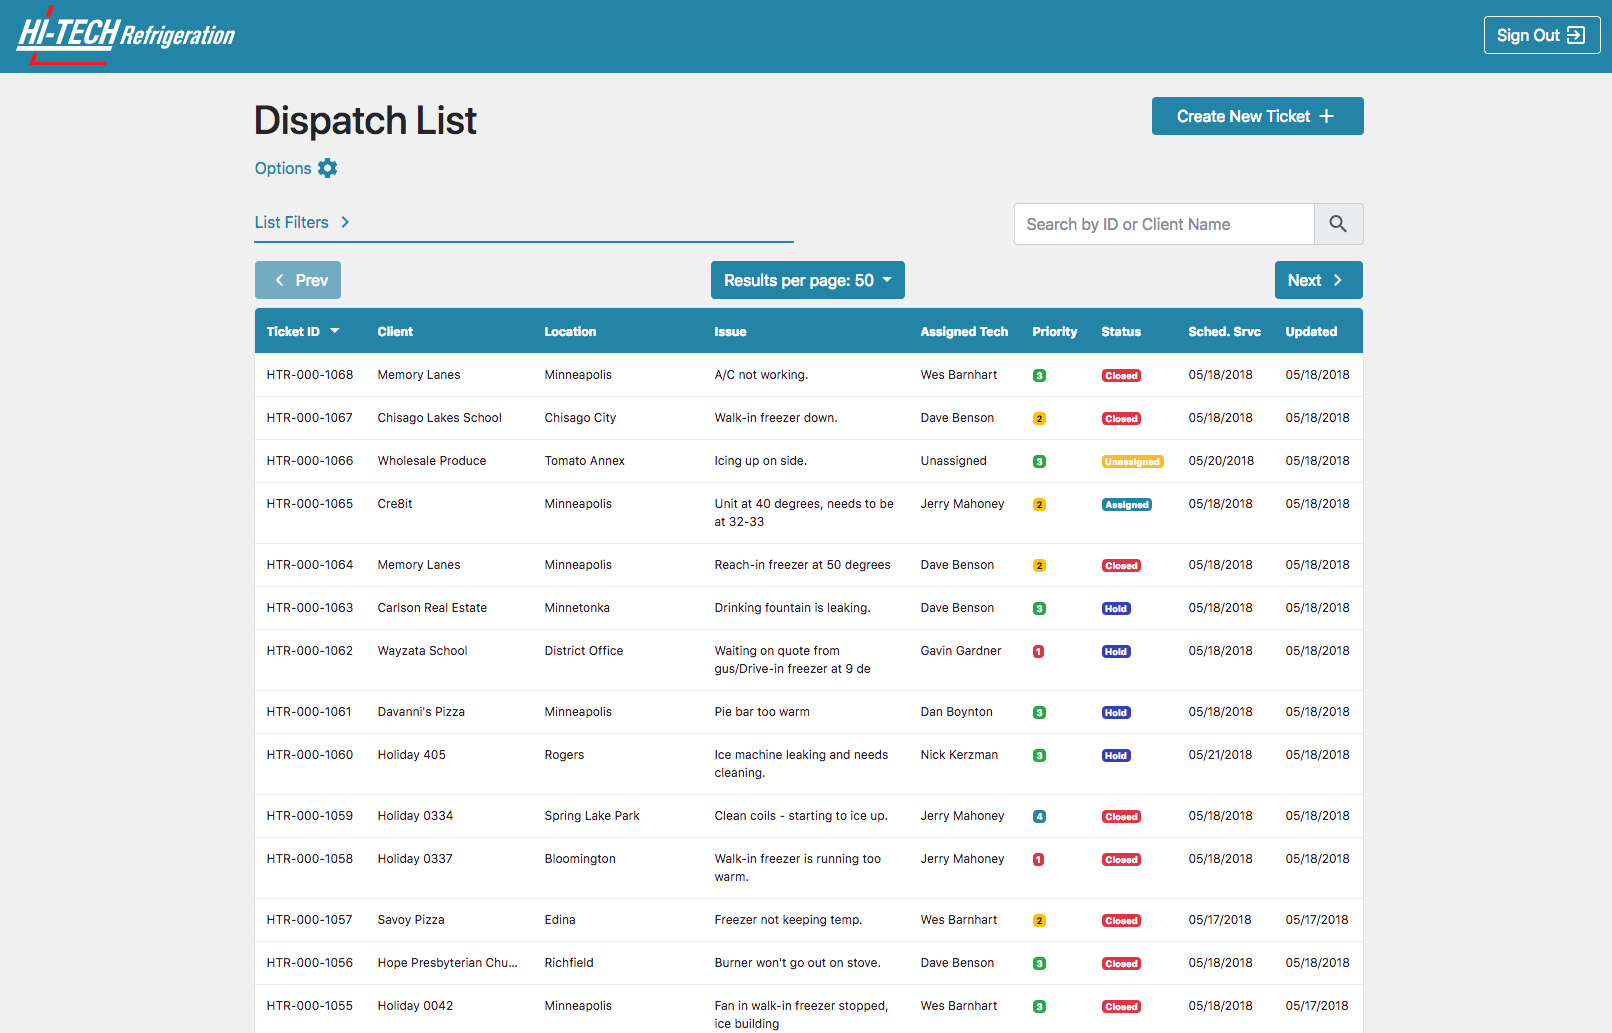 HI-TECH Refrigeration
Sign Out
Dispatch List
Create New Ticket +
Options
List Filters
Search by ID or Client Name
Prev
Results per page: 50
Next
Ticket ID Client Location Issue Assigned Tech Priority Status Sched. Srvc Updated
HTR-000-1068 Memory Lanes Minneapolis A/C not working. Wes Barnhart 3 Closed 05/18/2018 05/18/2018
HTR-000-1067 Chisago Lakes School Chisago City Walk-in freezer down. Dave Benson 2 Closed 05/18/2018 05/18/2018
HTR-000-1066 Wholesale Produce Tomato Annex Icing up on side. Unassigned 3 Unassigned 05/20/2018 05/18/2018
HTR-000-1065 Cre8it Minneapolis Unit at 40 degrees, needs to be Jerry Mahoney 2 Assigned 05/18/2018 05/18/2018
at 32-33
HTR-000-1064 Memory Lanes Minneapolis Reach-in freezer at 50 degrees Dave Benson 2 Closed 05/18/2018 05/18/2018
HTR-000-1063 Carlson Real Estate Minnetonka Drinking fountain is leaking. Dave Benson 3 Hold 05/18/2018 05/18/2018
HTR-000-1062 Wayzata School District Office Waiting on quote from Gavin Gardner 1 Hold 05/18/2018 05/18/2018
gus/Drive-in freezer at 9 de
HTR-000-1061 Davanni's Pizza Minneapolis Pie bar too warm Dan Boynton 3 Hold 05/18/2018 05/18/2018
HTR-000-1060 Holiday 405 Rogers Ice machine leaking and needs Nick Kerzman 3 Hold 05/21/2018 05/18/2018
cleaning.
HTR-000-1059 Holiday 0334 Spring Lake Park Clean coils - starting to ice up. Jerry Mahoney 4 Closed 05/18/2018 05/18/2018
HTR-000-1058 Holiday 0337 Bloomington Walk-in freezer is running too Jerry Mahoney 1 Closed 05/18/2018 05/18/2018
warm.
HTR-000-1057 Savoy Pizza Edina Freezer not keeping temp. Wes Barnhart 2 Closed 05/17/2018 05/17/2018
HTR-000-1056 Hope Presbyterian Chu... Richfield Burner won't go out on stove. Dave Benson 3 Closed 05/18/2018 05/18/2018
HTR-000-1055 Holiday 0042 Minneapolis Fan in walk-in freezer stopped, Wes Barnhart 3 Closed 05/18/2018 05/17/2018
ice building